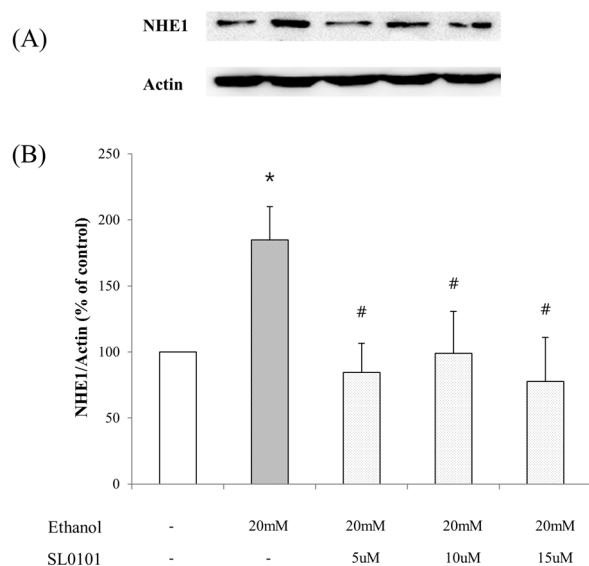 (A)
NHE1
Actin
(B)
NHE1/Actin (% of control)
250
200
150
100
50
0
*
#
#
#
Ethanol - 20mM 20mM 20mM 20mM
SL0101 - - 5uM 10uM 15uM